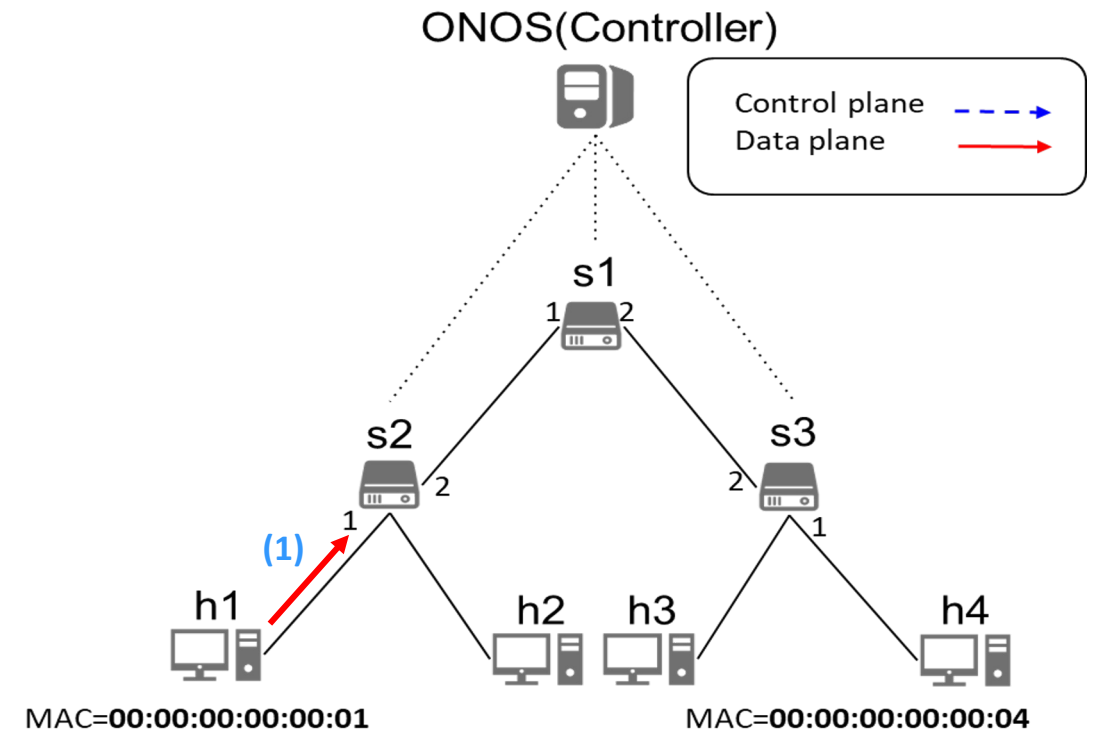 ONOS(Controller)
Control plane
Data plane
s1
1
2
s2
s3
2
2
1
1
(1)
h1
h2
h3
h4
MAC=00:00:00:00:00:01
MAC=00:00:00:00:00:04